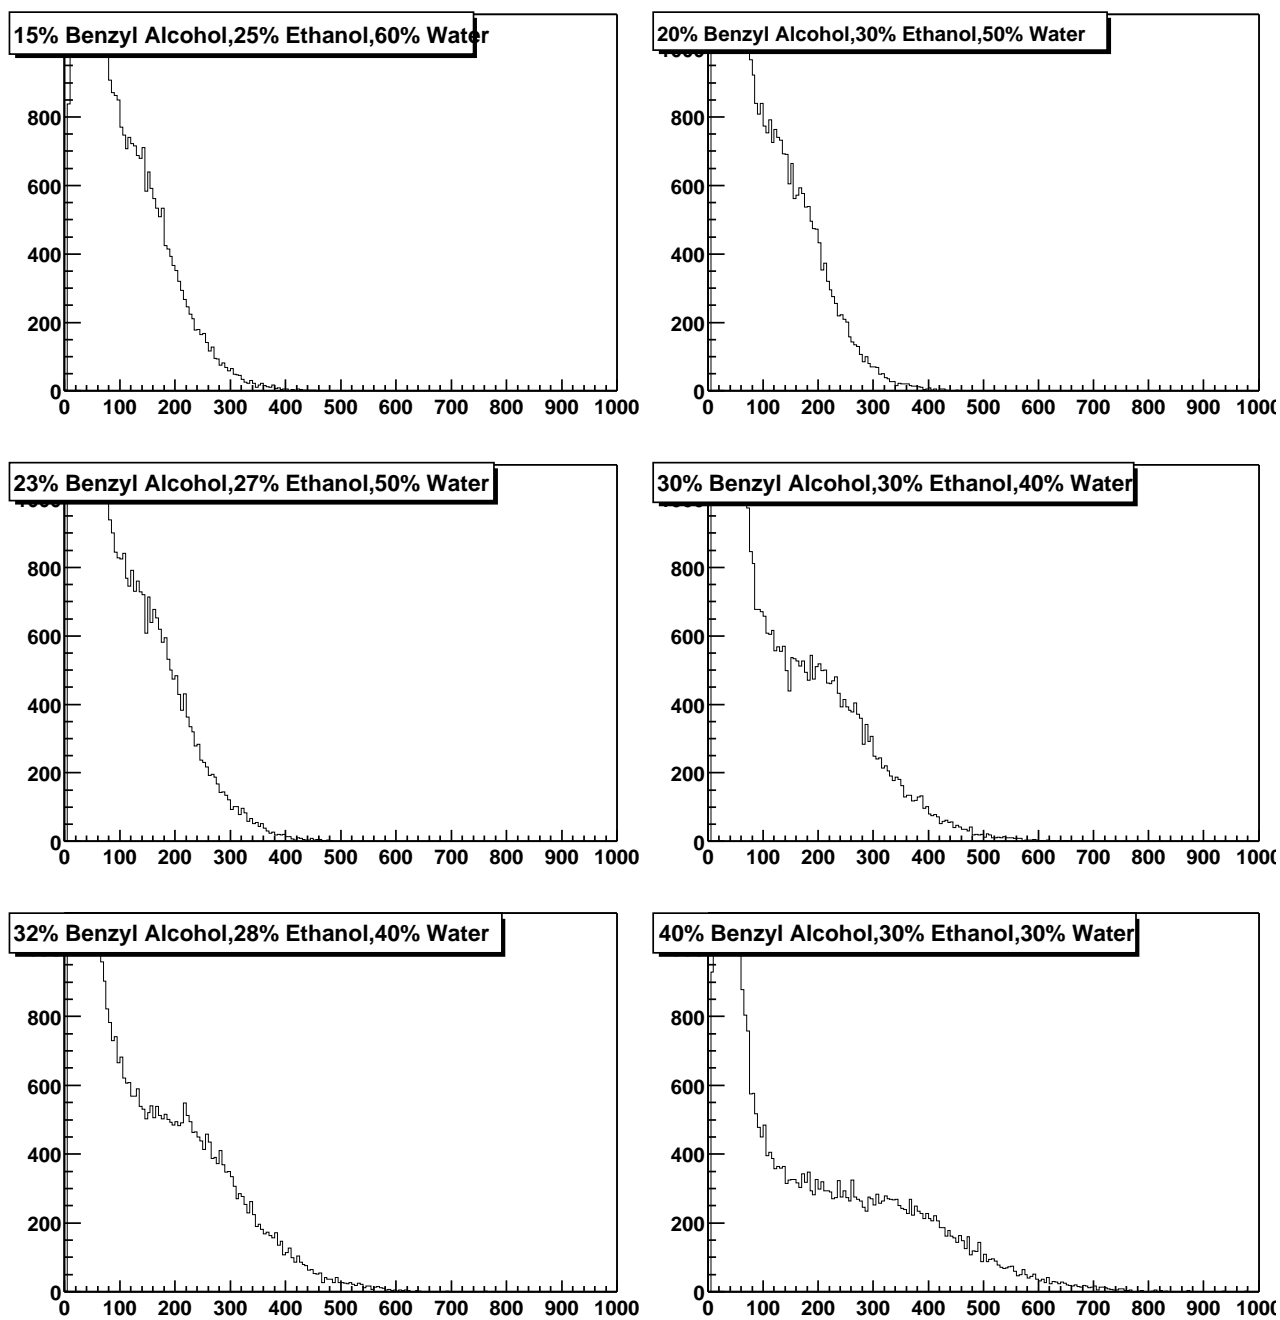 15% Benzyl Alcohol,25% Ethanol,60% Water
800
600
400
200
0
0 100 200 300 400 500 600 700 800 900 1000
20% Benzyl Alcohol,30% Ethanol,50% Water
1000
800
600
400
200
0
0 100 200 300 400 500 600 700 800 900 1000
23% Benzyl Alcohol,27% Ethanol,50% Water
1000
800
600
400
200
0
0 100 200 300 400 500 600 700 800 900 1000
30% Benzyl Alcohol,30% Ethanol,40% Water
1000
800
600
400
200
0
0 100 200 300 400 500 600 700 800 900 1000
32% Benzyl Alcohol,28% Ethanol,40% Water
800
600
400
200
0
0 100 200 300 400 500 600 700 800 900 1000
40% Benzyl Alcohol,30% Ethanol,30% Water
800
600
400
200
0
0 100 200 300 400 500 600 700 800 900 1000